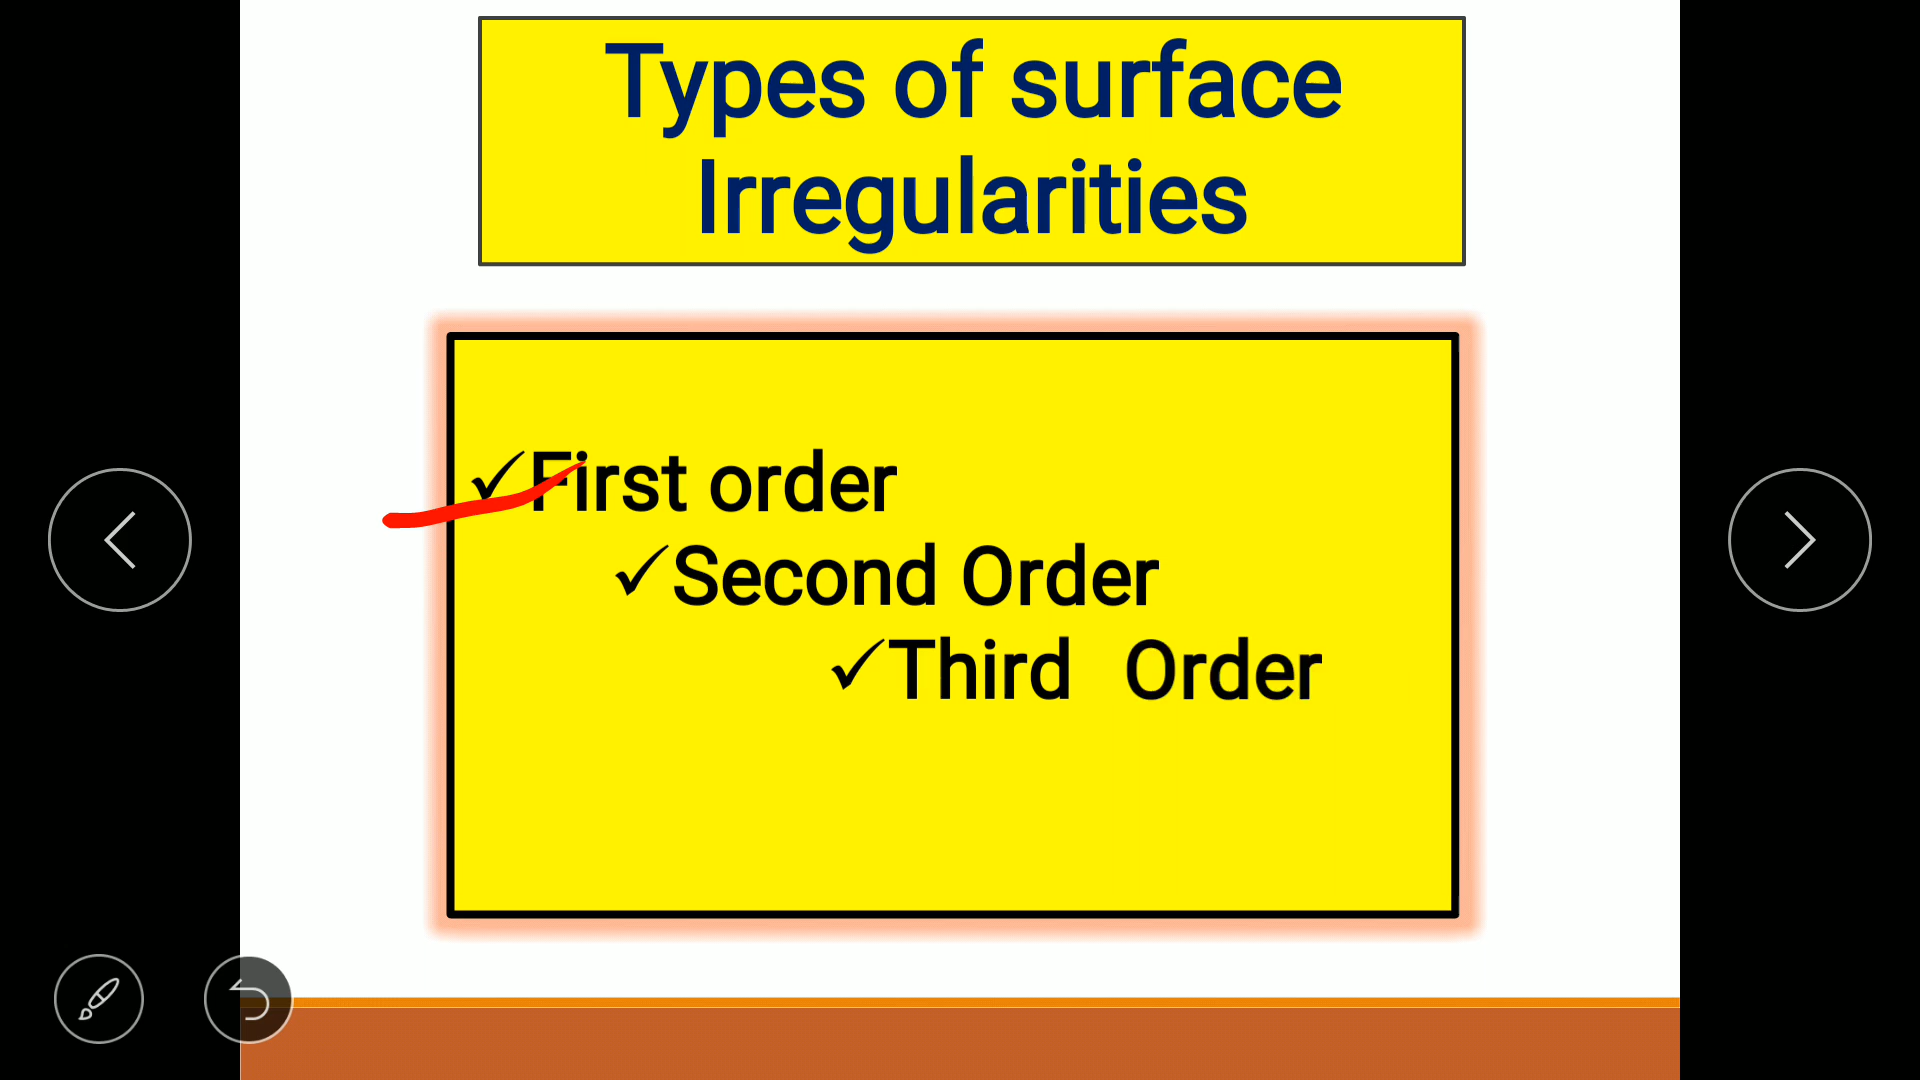 Types of surface
Irregularities
✓First order
✓Second Order
✓Third Order